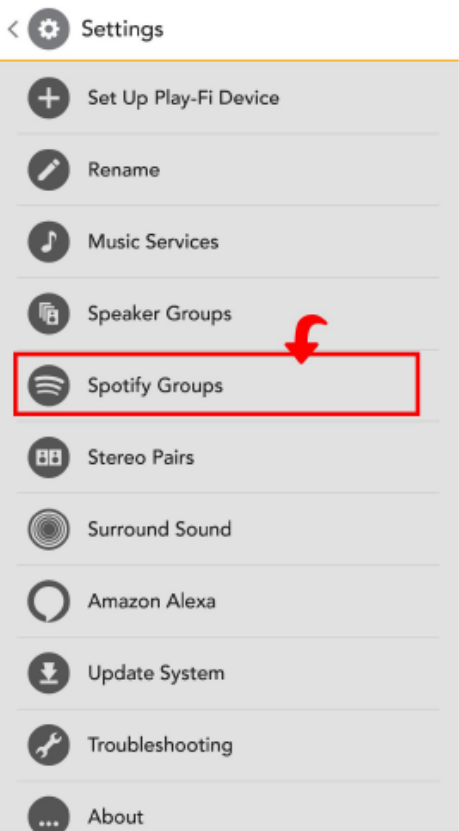 Settings
Set Up Play-Fi Device
Rename
Music Services
Speaker Groups
Spotify Groups
Stereo Pairs
Surround Sound
Amazon Alexa
Update System
Troubleshooting
About